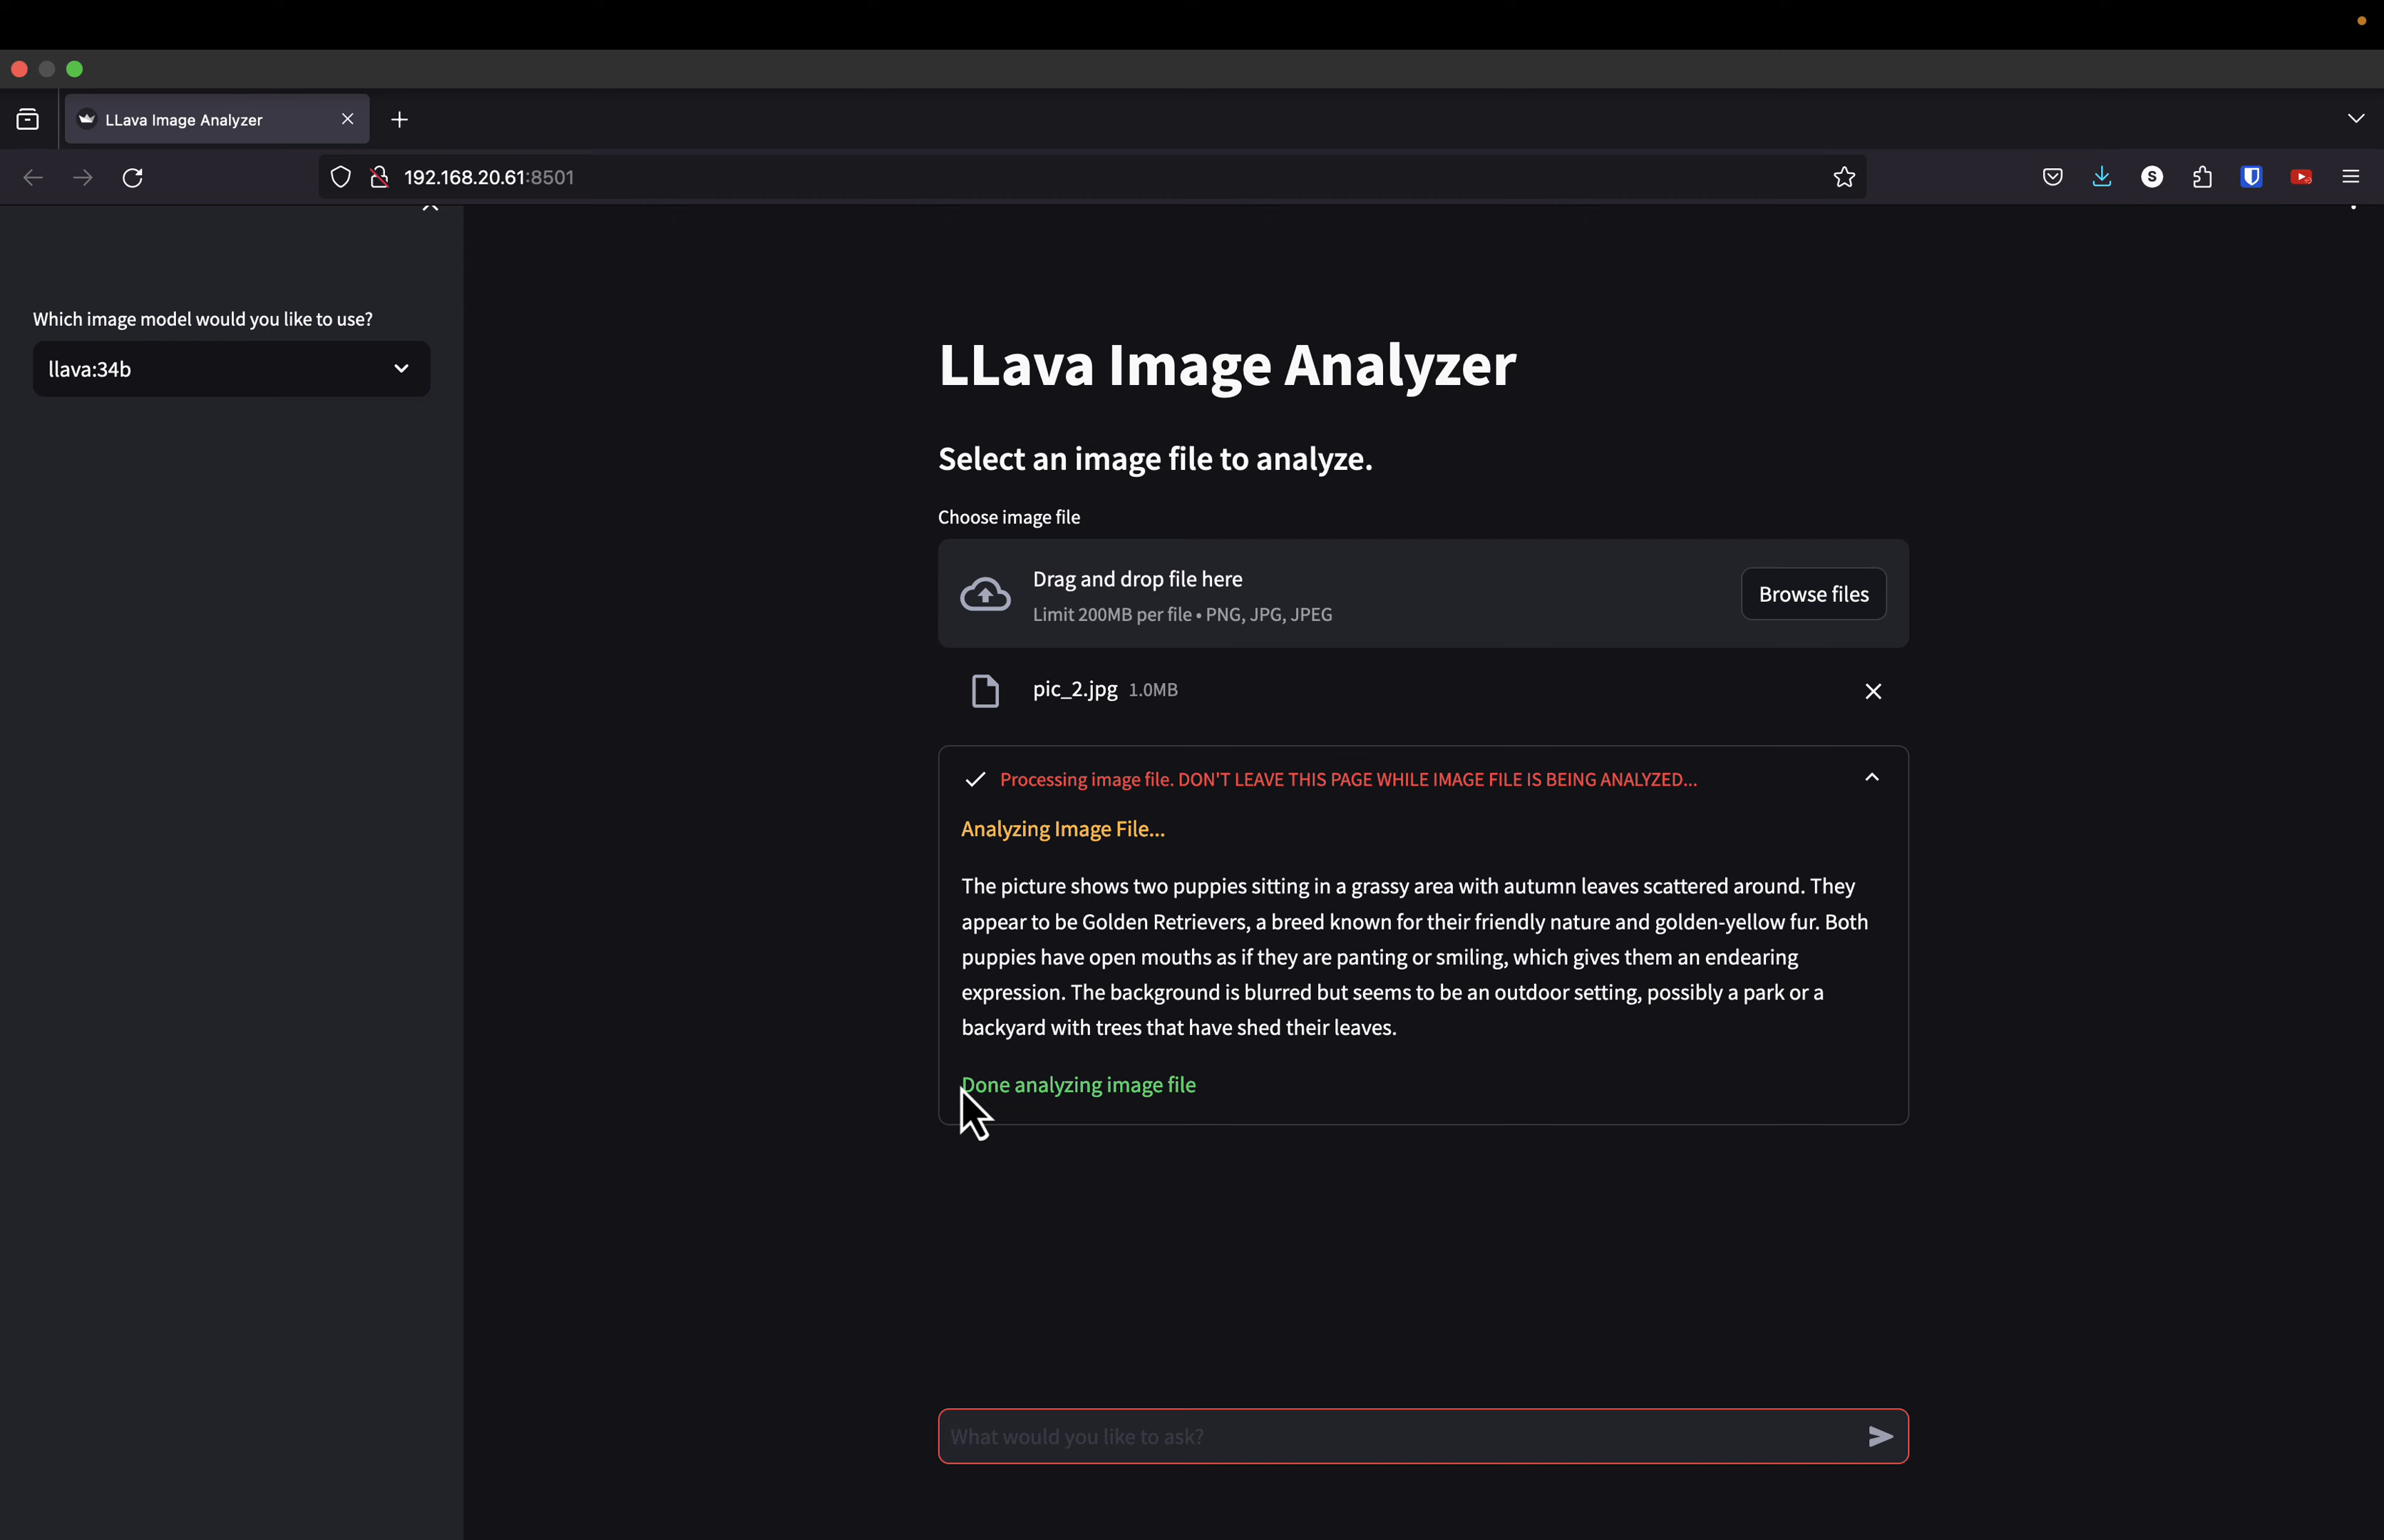 LLava Image Analyzer
192.168.20.61:8501
S
Which image model would you like to use?
llava:34b
LLava Image Analyzer
Select an image file to analyze.
Choose image file
Drag and drop file here
Limit 200MB per file • PNG, JPG, JPEG
Browse files
pic_2.jpg 1.0MB
Processing image file. DON'T LEAVE THIS PAGE WHILE IMAGE FILE IS BEING ANALYZED...
Analyzing Image File...
The picture shows two puppies sitting in a grassy area with autumn leaves scattered around. They
appear to be Golden Retrievers, a breed known for their friendly nature and golden-yellow fur. Both
puppies have open mouths as if they are panting or smiling, which gives them an endearing
expression. The background is blurred but seems to be an outdoor setting, possibly a park or a
backyard with trees that have shed their leaves.
Done analyzing image file
What would you like to ask?